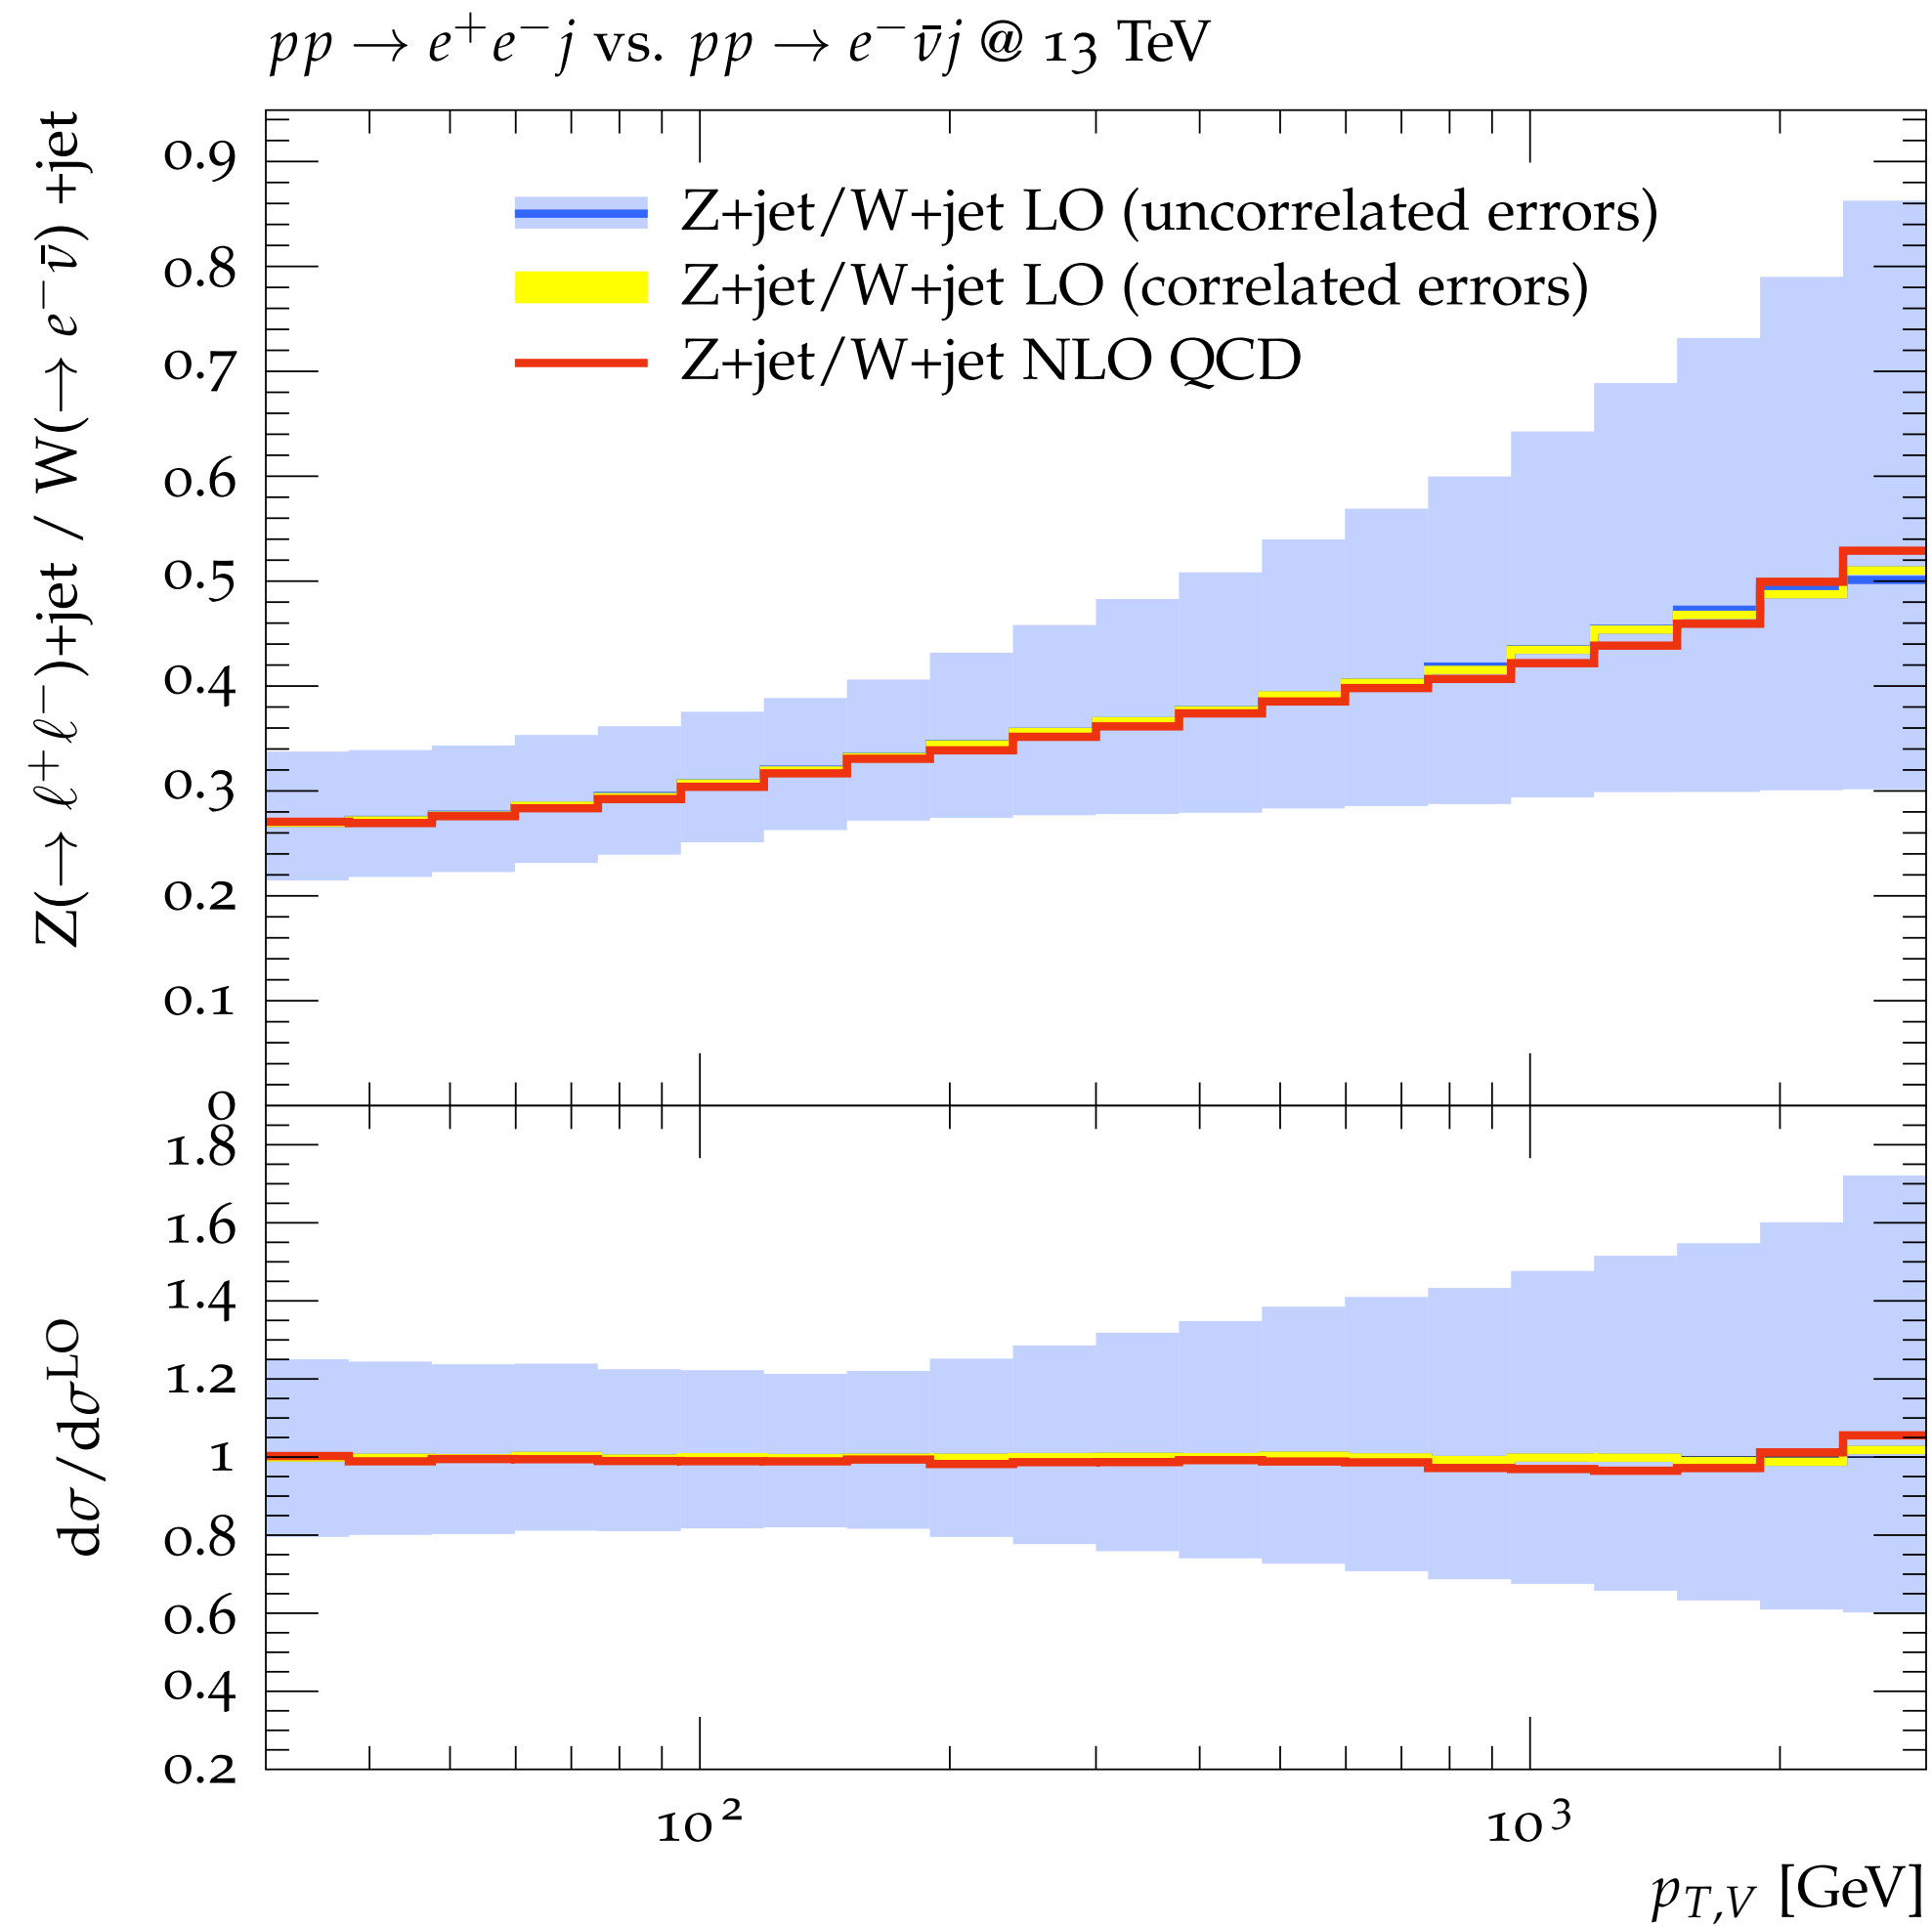 pp → e⁺e⁻j vs. pp → e⁻ν̄j @ 13 TeV
Z(→ ℓ⁺ℓ⁻)+jet / W(→ e⁻ν̄) +jet
0.9
0.8
0.7
0.6
0.5
0.4
0.3
0.2
0.1
0
Z+jet/W+jet LO (uncorrelated errors)
Z+jet/W+jet LO (correlated errors)
Z+jet/W+jet NLO QCD
dσ/dσ^LO
1.8
1.6
1.4
1.2
1
0.8
0.6
0.4
0.2
10² 10³
p_{T,V} [GeV]